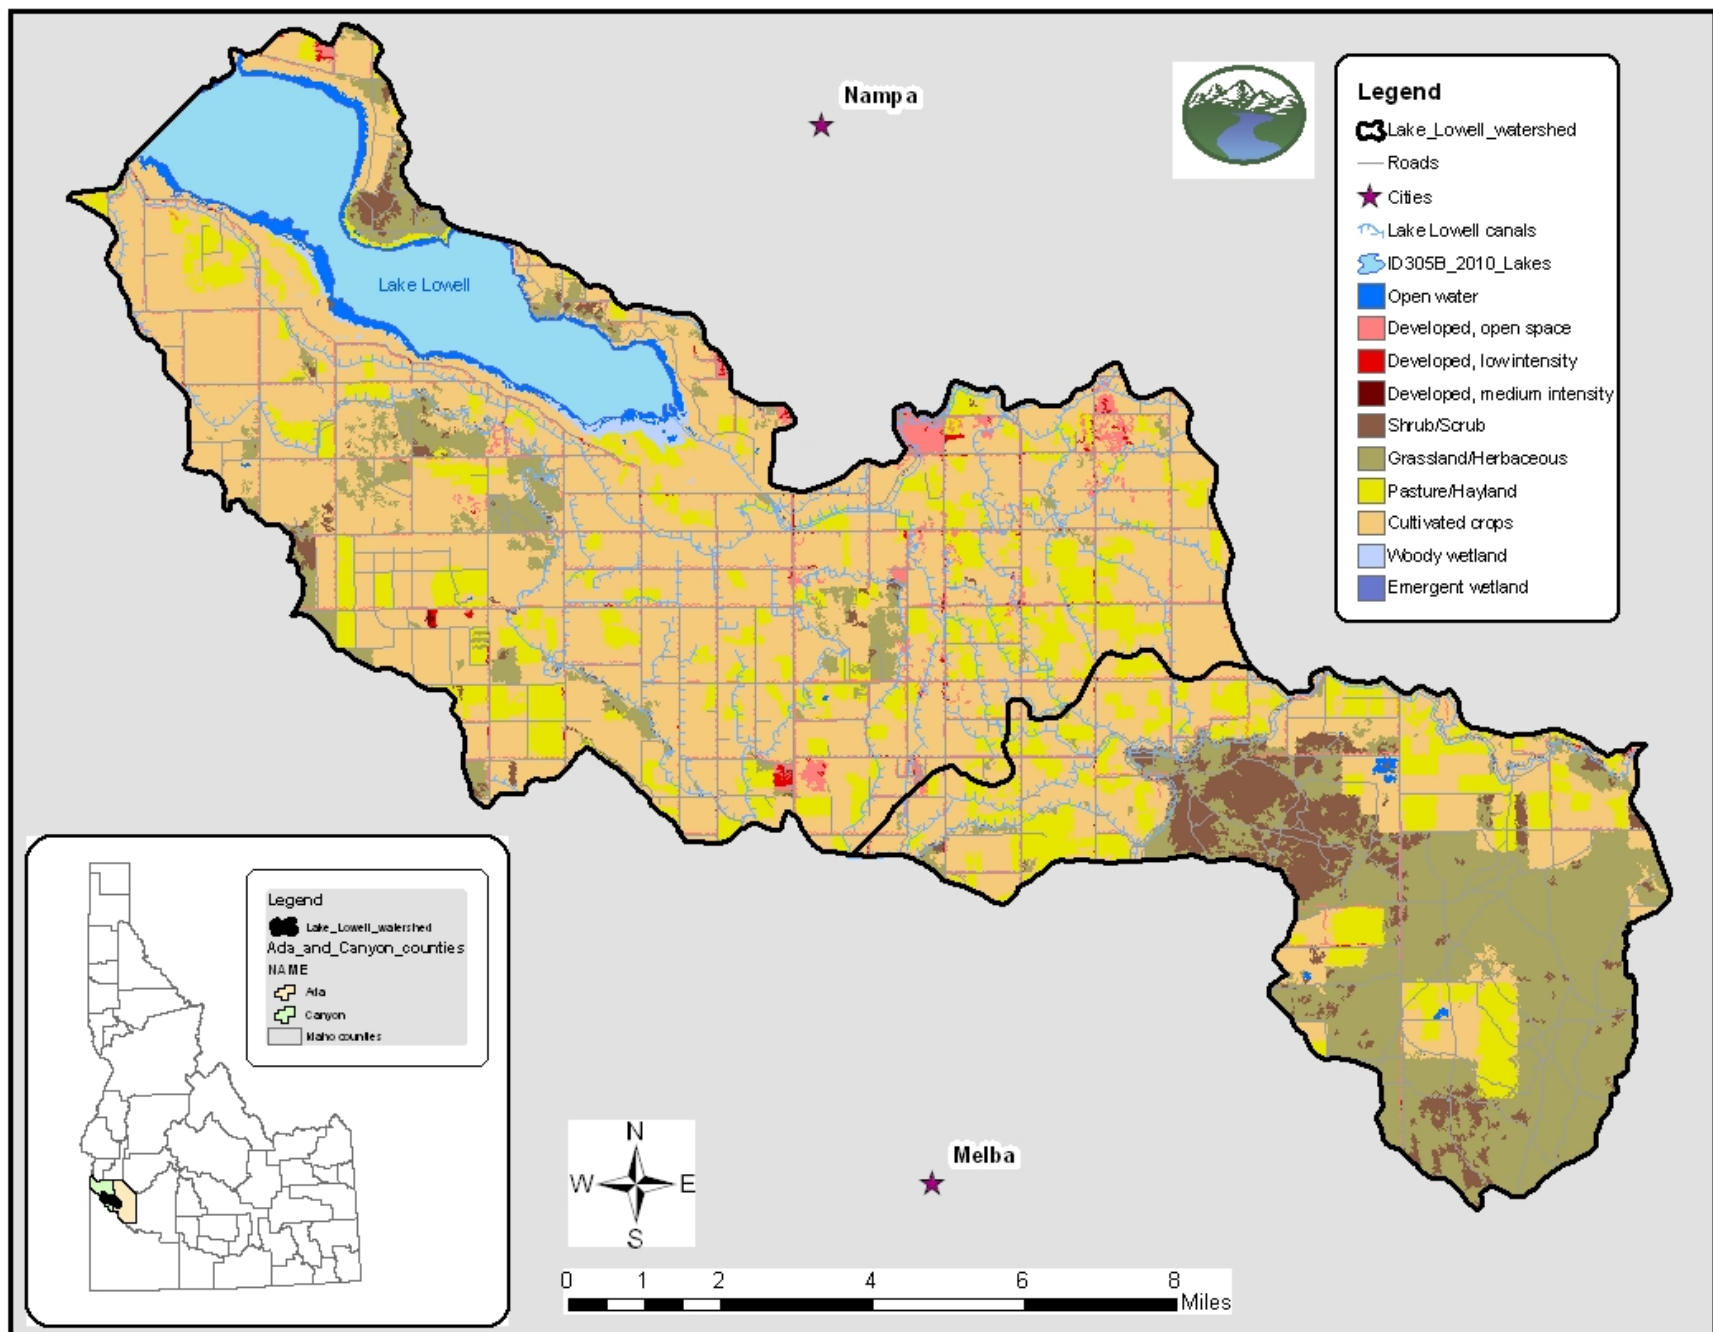 Nampa
Lake Lowell
Legend
Lake_Lowell_watershed
Roads
Cities
Lake Lowell canals
ID305B_2010_Lakes
Open water
Developed, open space
Developed, low intensity
Developed, medium intensity
Shrub/Scrub
Grassland/Herbaceous
Pasture/Hayland
Cultivated crops
Woody wetland
Emergent wetland
Legend
Lake_Lowell_watershed
Ada_and_Canyon_counties
NAME
Ada
Canyon
Idaho counties
Melba
N
W E
S
0 1 2 4 6 8
Miles